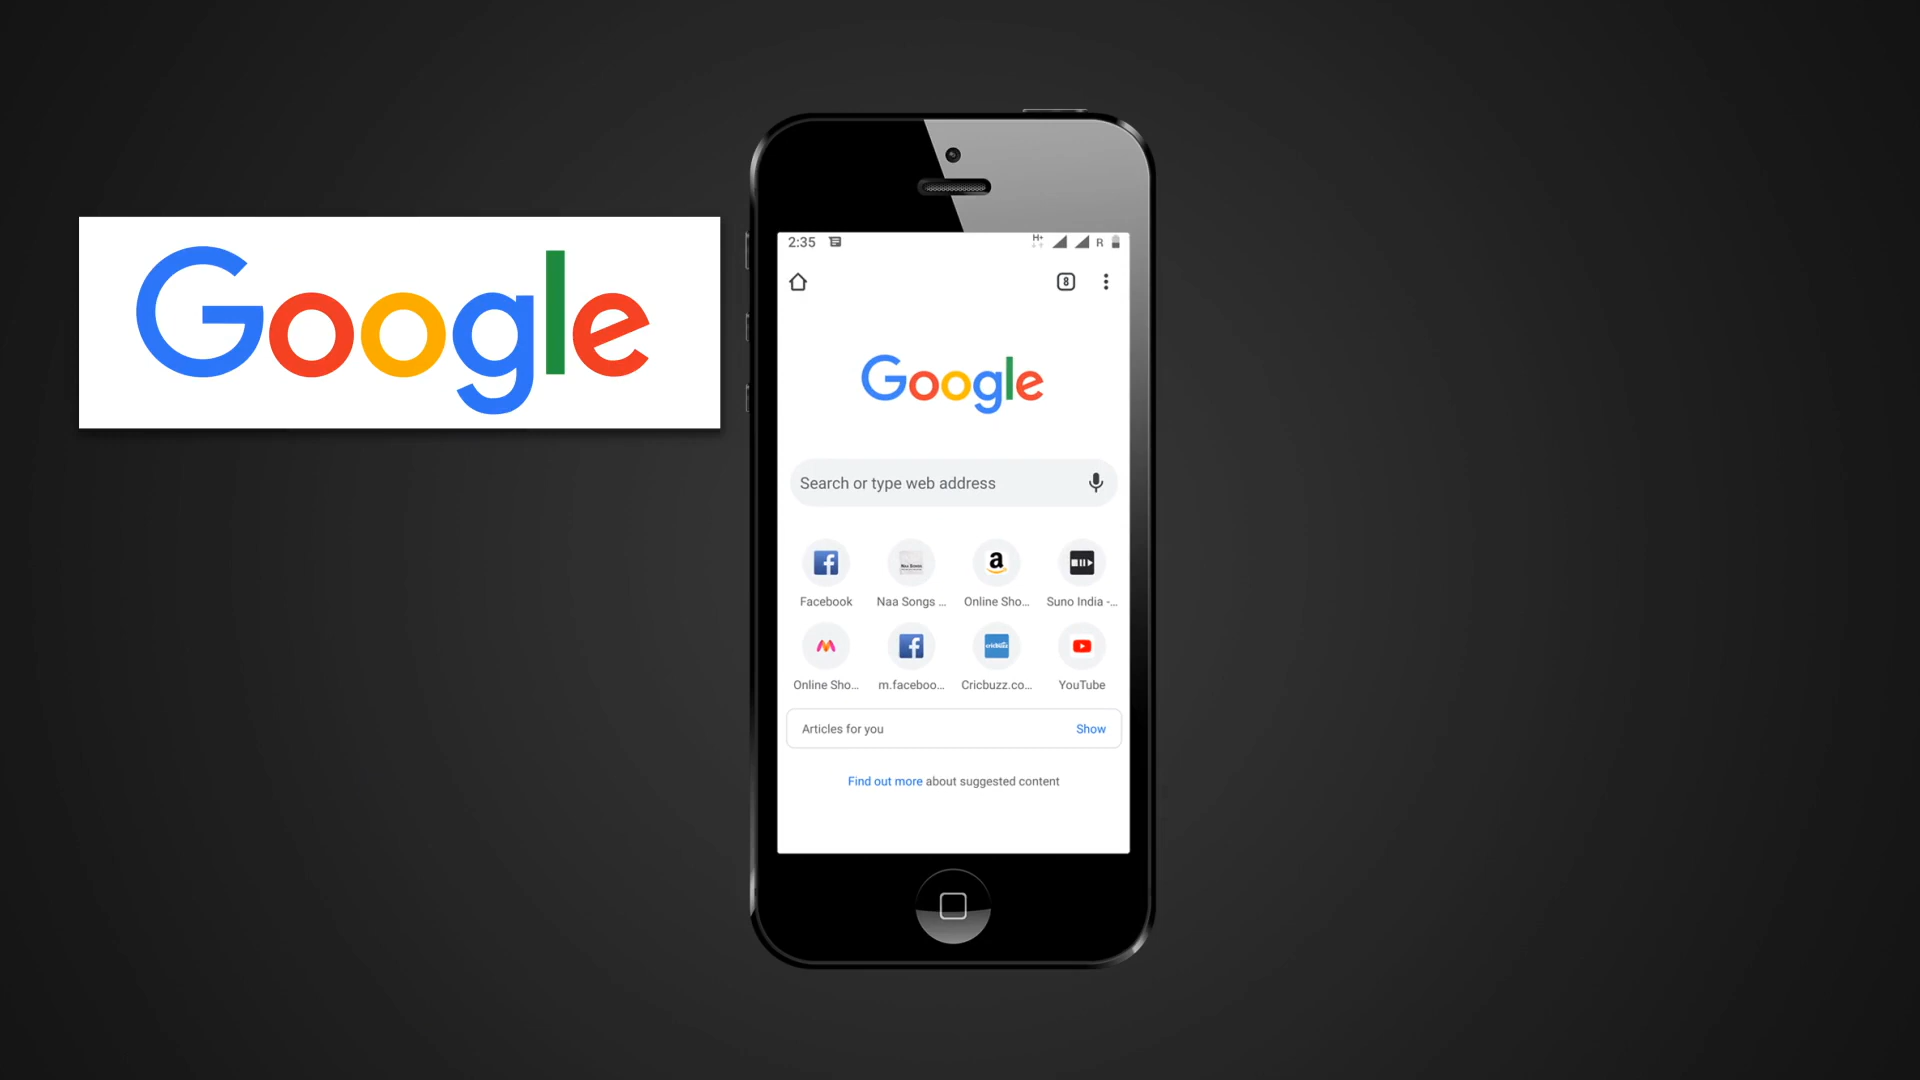 Google
2:35 H+ R
8
Google
Search or type web address
Facebook Naa Songs ... Online Sho... Suno India -...
Online Sho... m.faceboo... Cricbuzz.co... YouTube
Articles for you Show
Find out more about suggested content